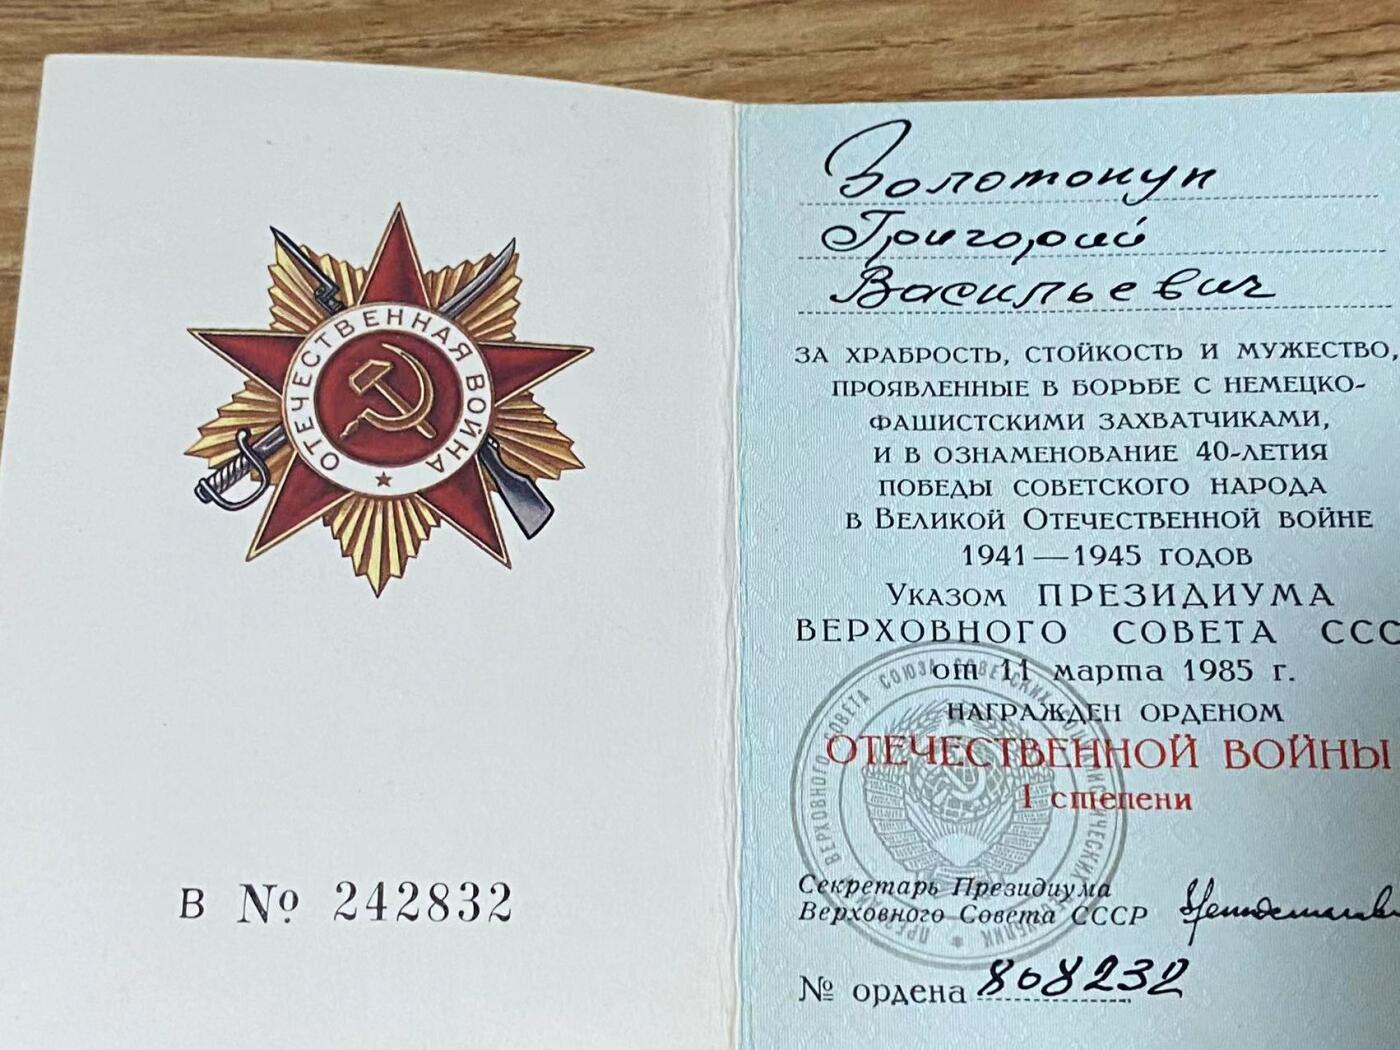 ОТЕЧЕСТВЕННАЯ ВОЙНА
В № 242832
Золотокуп
Григорий
Васильевич
ЗА ХРАБРОСТЬ, СТОЙКОСТЬ И МУЖЕСТВО,
ПРОЯВЛЕННЫЕ В БОРЬБЕ С НЕМЕЦКО-
ФАШИСТСКИМИ ЗАХВАТЧИКАМИ,
И В ОЗНАМЕНОВАНИЕ 40-ЛЕТИЯ
ПОБЕДЫ СОВЕТСКОГО НАРОДА
В ВЕЛИКОЙ ОТЕЧЕСТВЕННОЙ ВОЙНЕ
1941—1945 ГОДОВ
УКАЗОМ ПРЕЗИДИУМА
ВЕРХОВНОГО СОВЕТА ССС
от 11 марта 1985 г.
НАГРАЖДЕН ОРДЕНОМ
ОТЕЧЕСТВЕННОЙ ВОЙНЫ
I степени
Секретарь Президиума
Верховного Совета СССР
№ ордена 808232